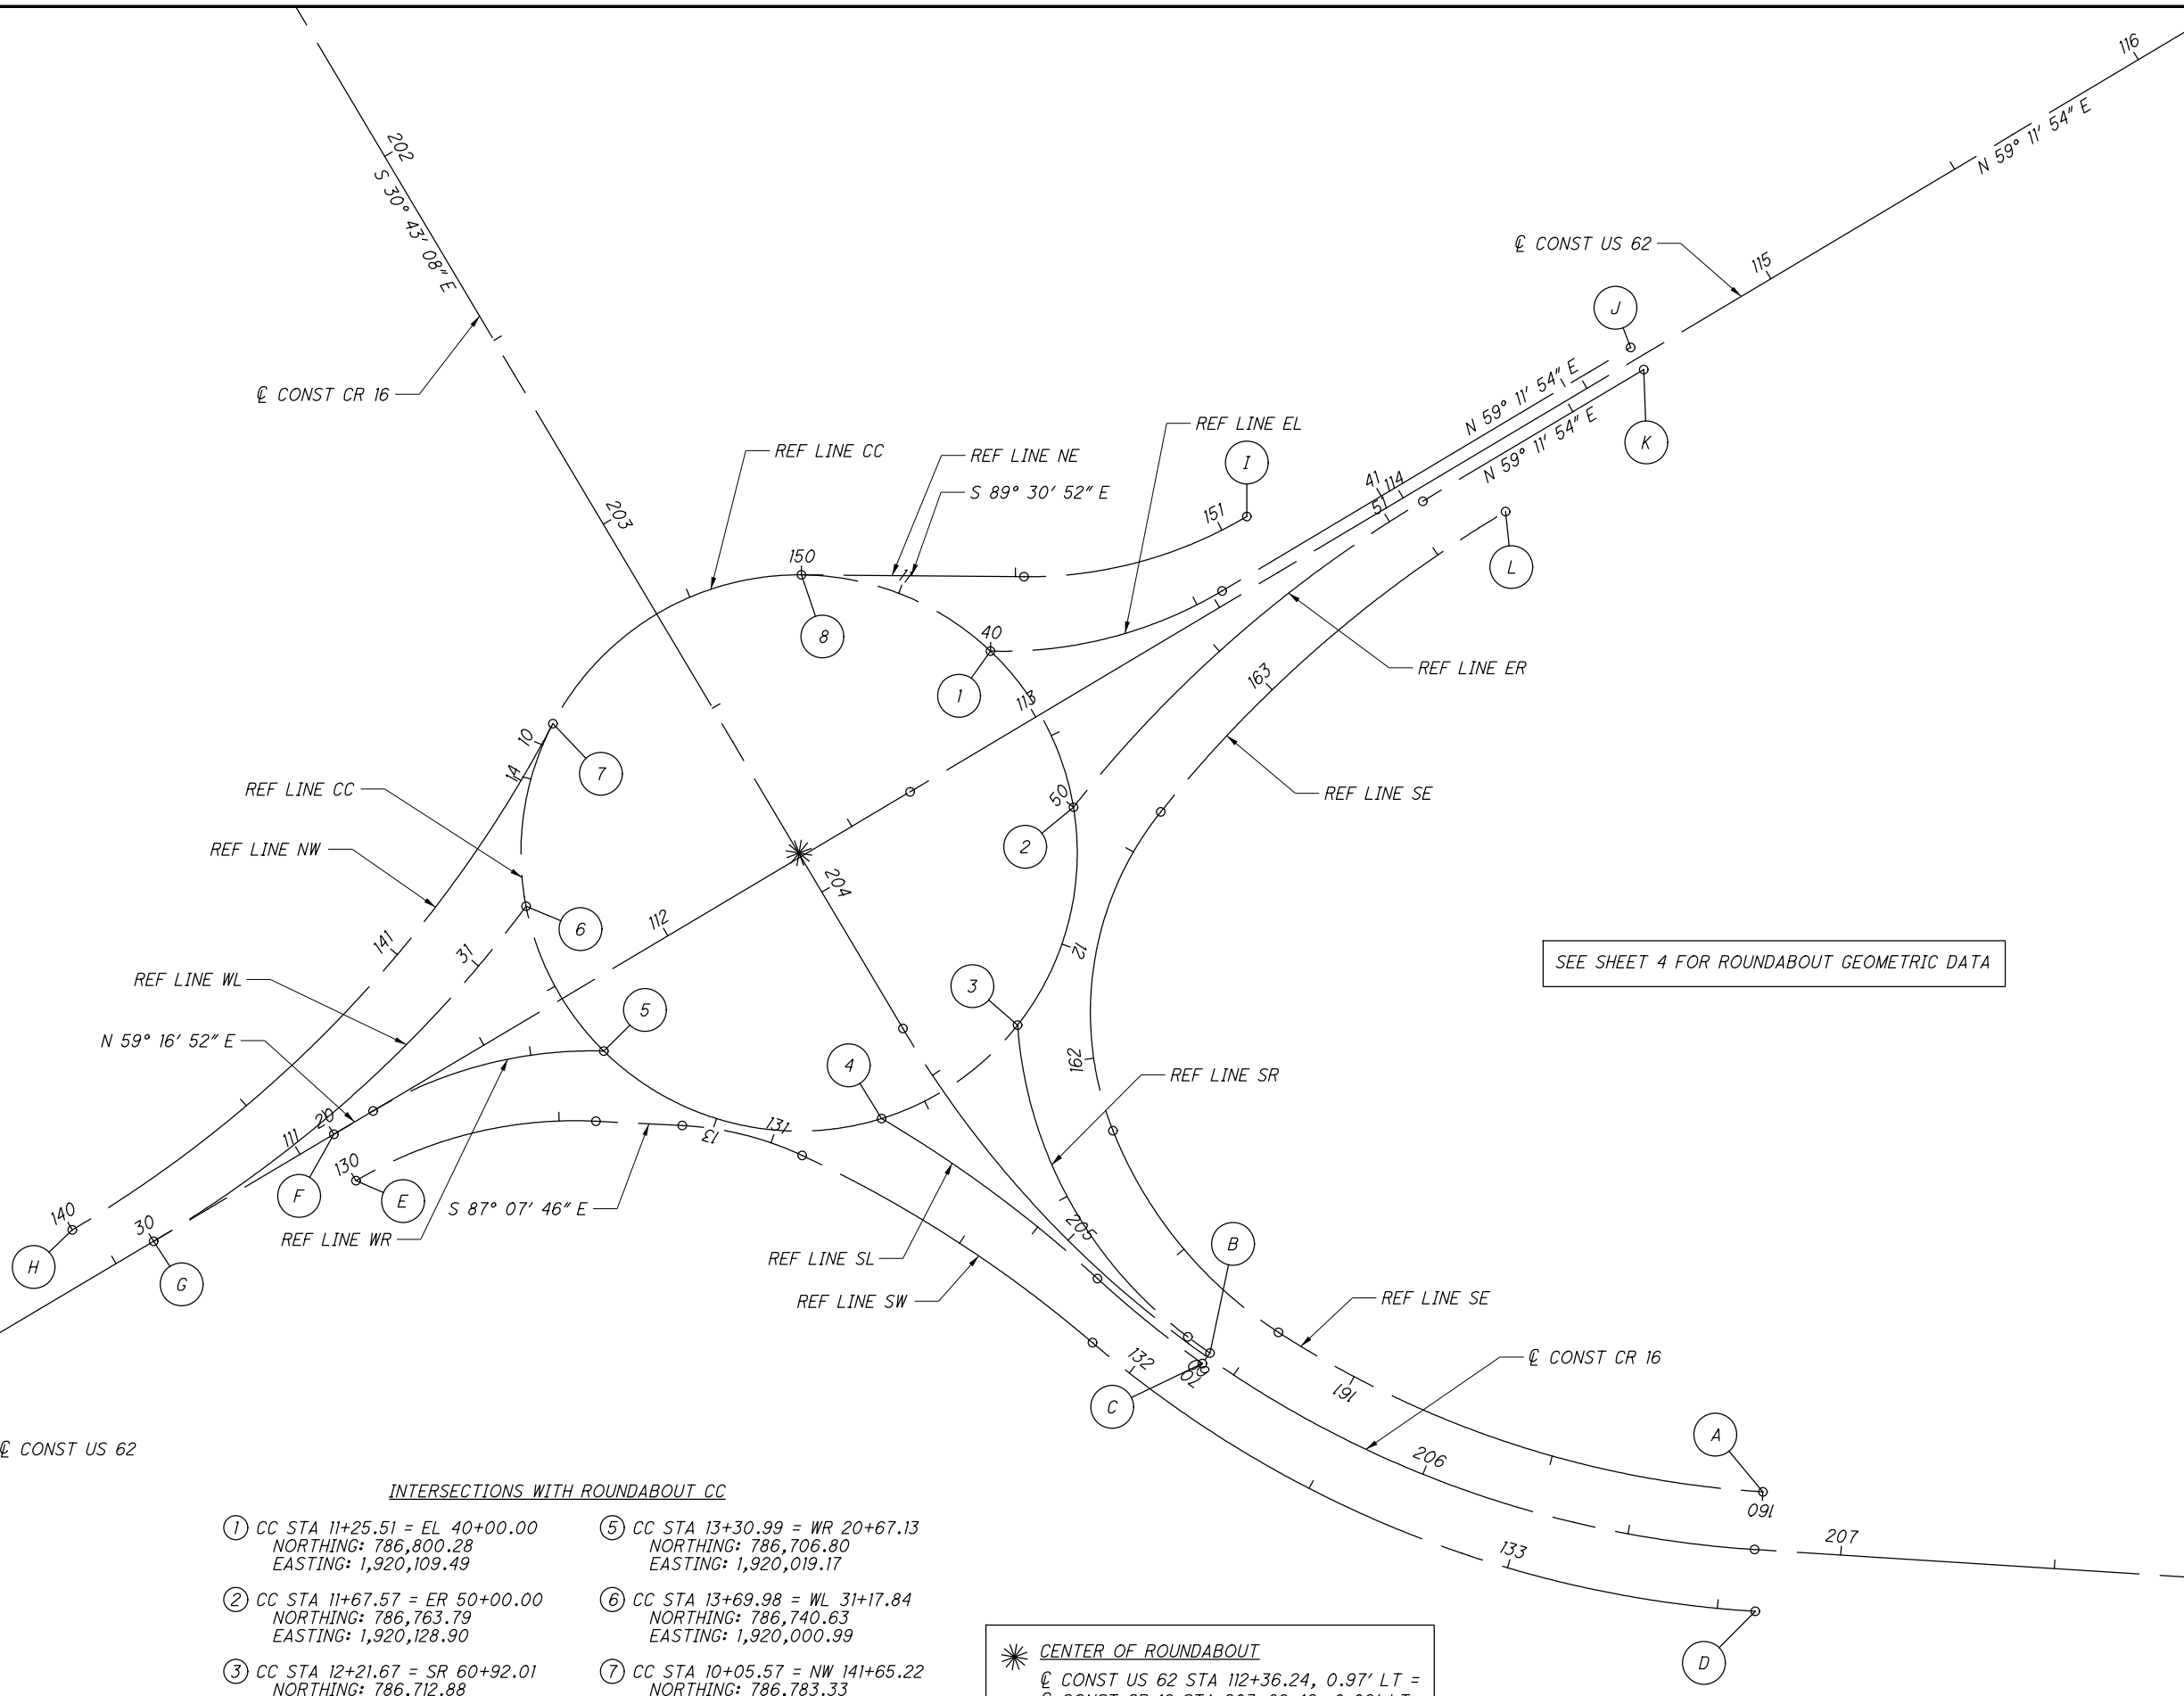 116
N 59° 11' 54" E
202
S 30° 43' 08" E
℄ CONST US 62
115
J
℄ CONST CR 16
N 59° 11' 54" E
K
REF LINE EL
REF LINE CC
REF LINE NE
I
S 89° 30' 52" E
N 59° 11' 54" E
41
114
51
203
151
L
150
11
8
40
1
REF LINE ER
163
113
10
14
7
REF LINE CC
50
REF LINE SE
REF LINE NW
2
204
6
112
141
31
12
SEE SHEET 4 FOR ROUNDABOUT GEOMETRIC DATA
REF LINE WL
3
5
N 59° 16' 52" E
4
162
REF LINE SR
20
111
131
13
130
F
E
S 87° 07' 46" E
140
30
REF LINE WR
205
B
H
G
REF LINE SL
REF LINE SW
REF LINE SE
132
℄ CONST CR 16
60
70
C
161
A
℄ CONST US 62
206
160
207
133
D
INTERSECTIONS WITH ROUNDABOUT CC
1 CC STA 11+25.51 = EL 40+00.00
NORTHING: 786,800.28
EASTING: 1,920,109.49
2 CC STA 11+67.57 = ER 50+00.00
NORTHING: 786,763.79
EASTING: 1,920,128.90
3 CC STA 12+21.67 = SR 60+92.01
NORTHING: 786,712.88
5 CC STA 13+30.99 = WR 20+67.13
NORTHING: 786,706.80
EASTING: 1,920,019.17
6 CC STA 13+69.98 = WL 31+17.84
NORTHING: 786,740.63
EASTING: 1,920,000.99
7 CC STA 10+05.57 = NW 141+65.22
NORTHING: 786,783.33
CENTER OF ROUNDABOUT
℄ CONST US 62 STA 112+36.24, 0.97' LT =